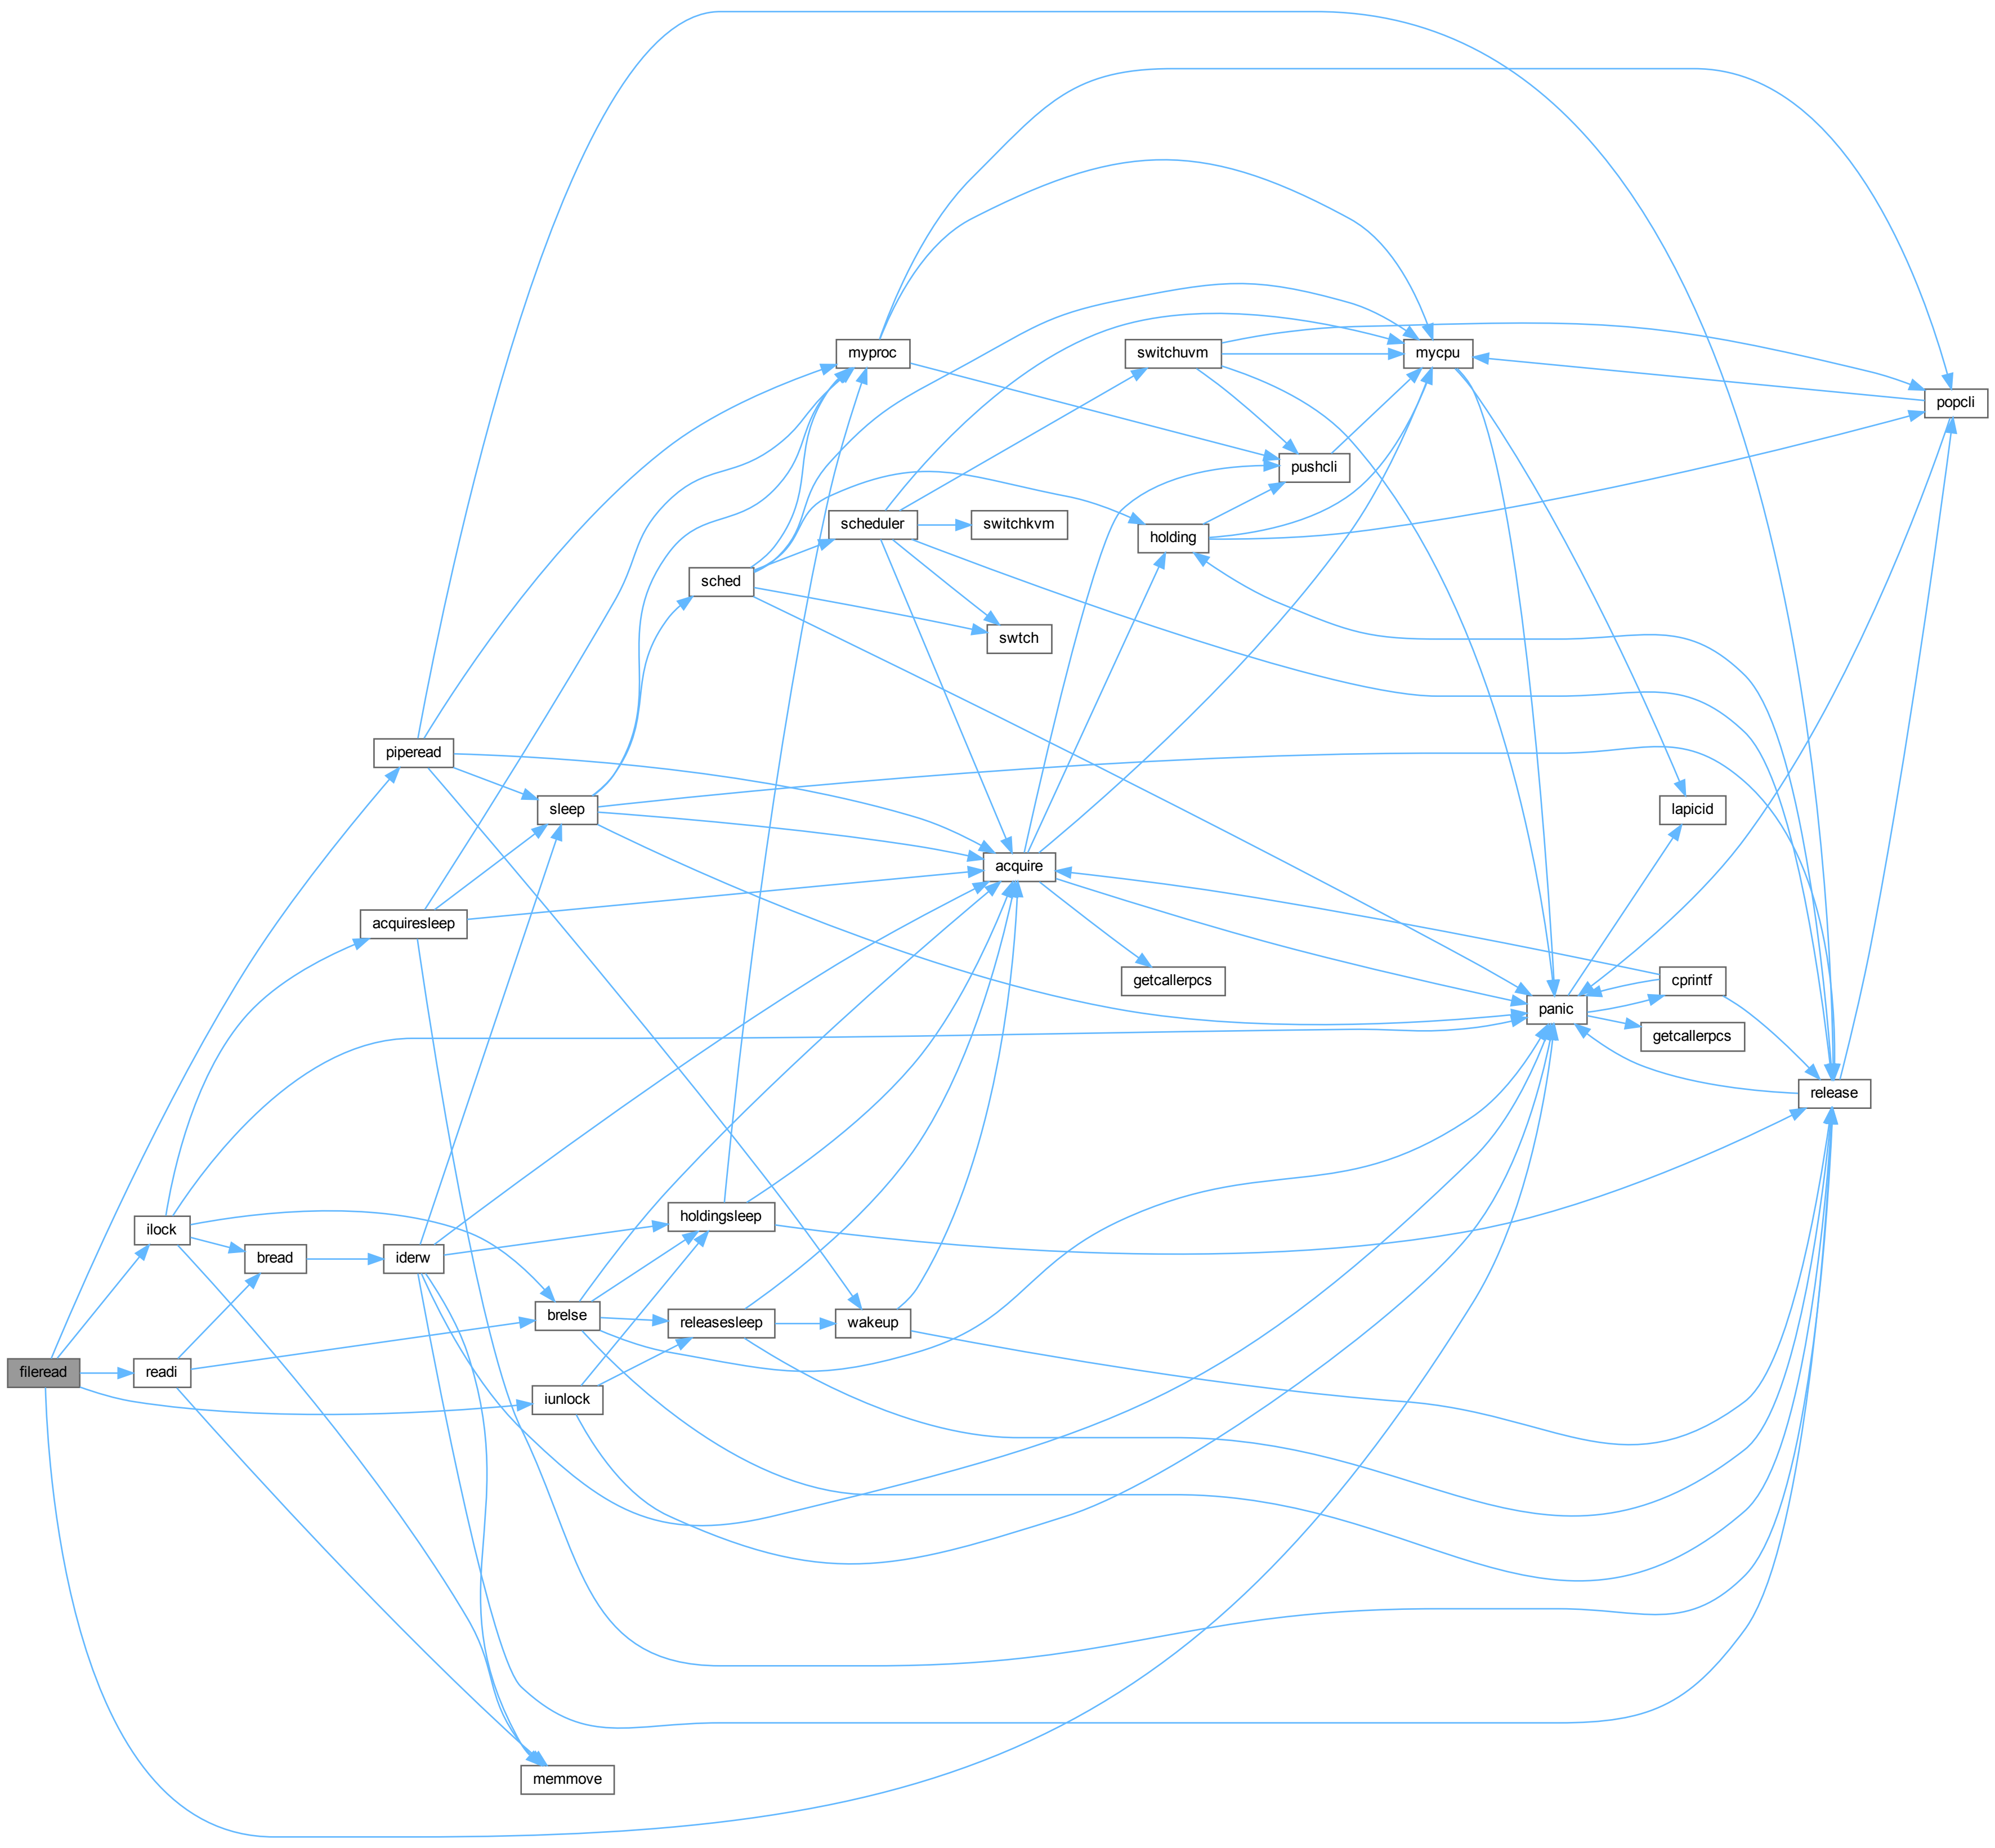 myproc
switchuvm
mycpu
popcli
pushcli
scheduler
switchkvm
holding
sched
swtch
piperead
sleep
lapicid
acquire
acquiresleep
getcallerpcs
cprintf
panic
getcallerpcs
release
holdingsleep
ilock
bread
iderw
brelse
releasesleep
wakeup
fileread
readi
iunlock
memmove